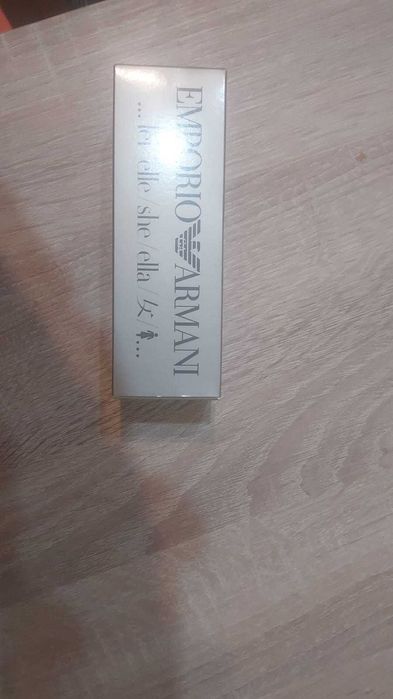 EMPORIO ARMANI
... lei / elle / she / ella / 女 / ...